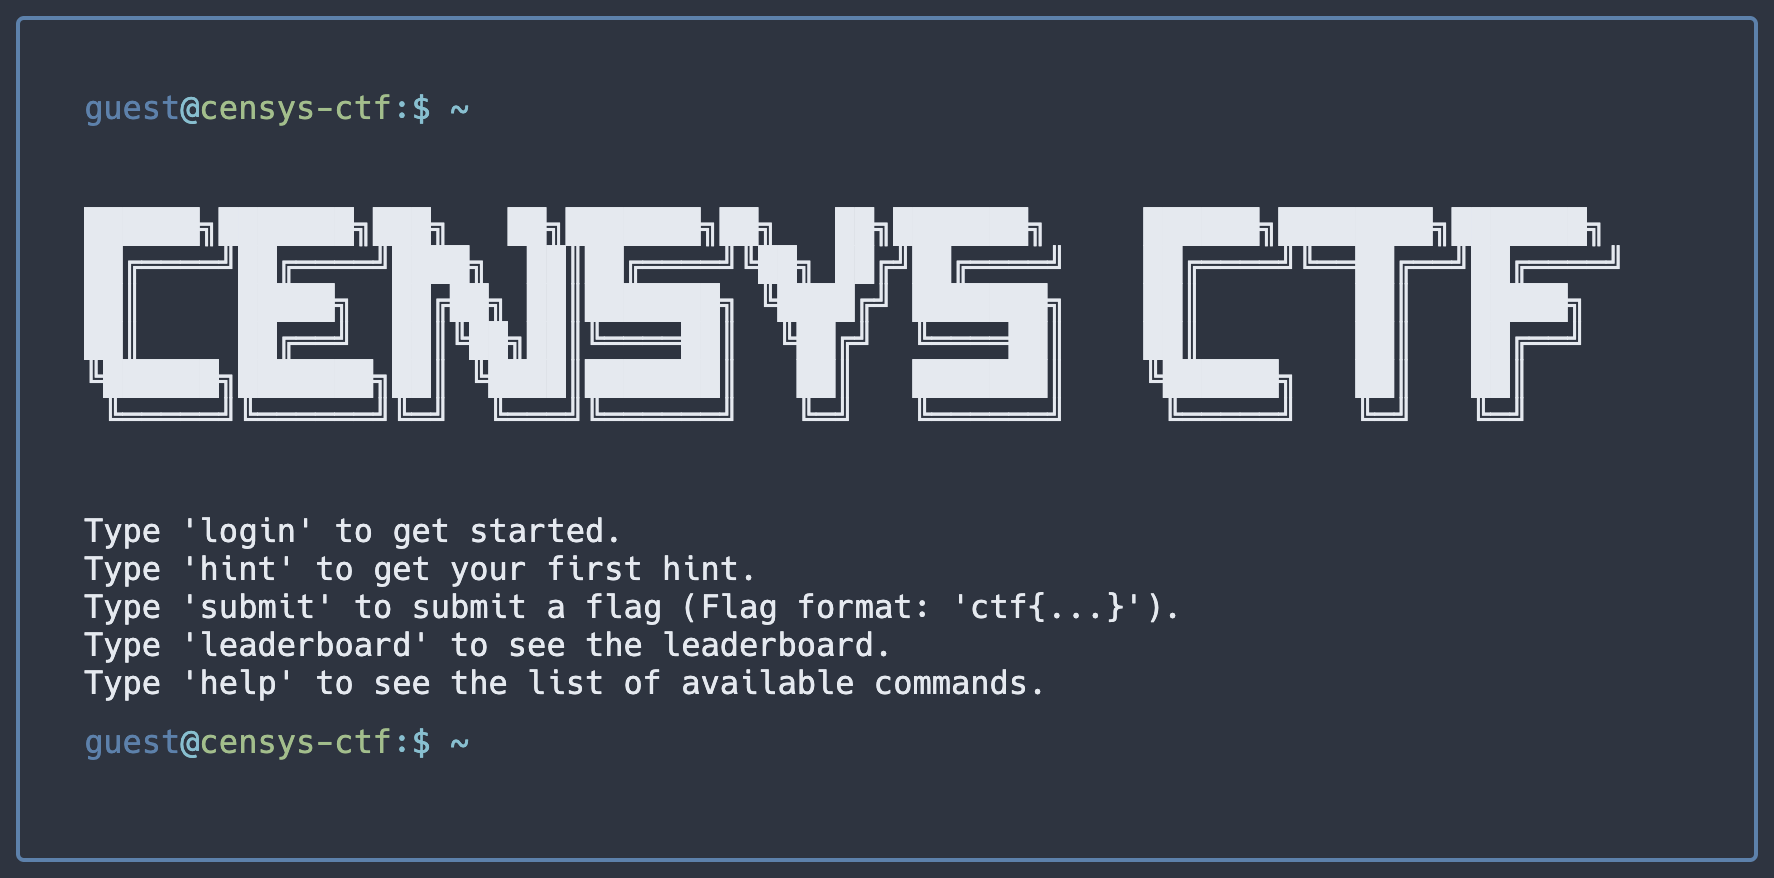 guest@censys-ctf:$ ~
CENSYS CTF
Type 'login' to get started.
Type 'hint' to get your first hint.
Type 'submit' to submit a flag (Flag format: 'ctf{...}').
Type 'leaderboard' to see the leaderboard.
Type 'help' to see the list of available commands.
guest@censys-ctf:$ ~